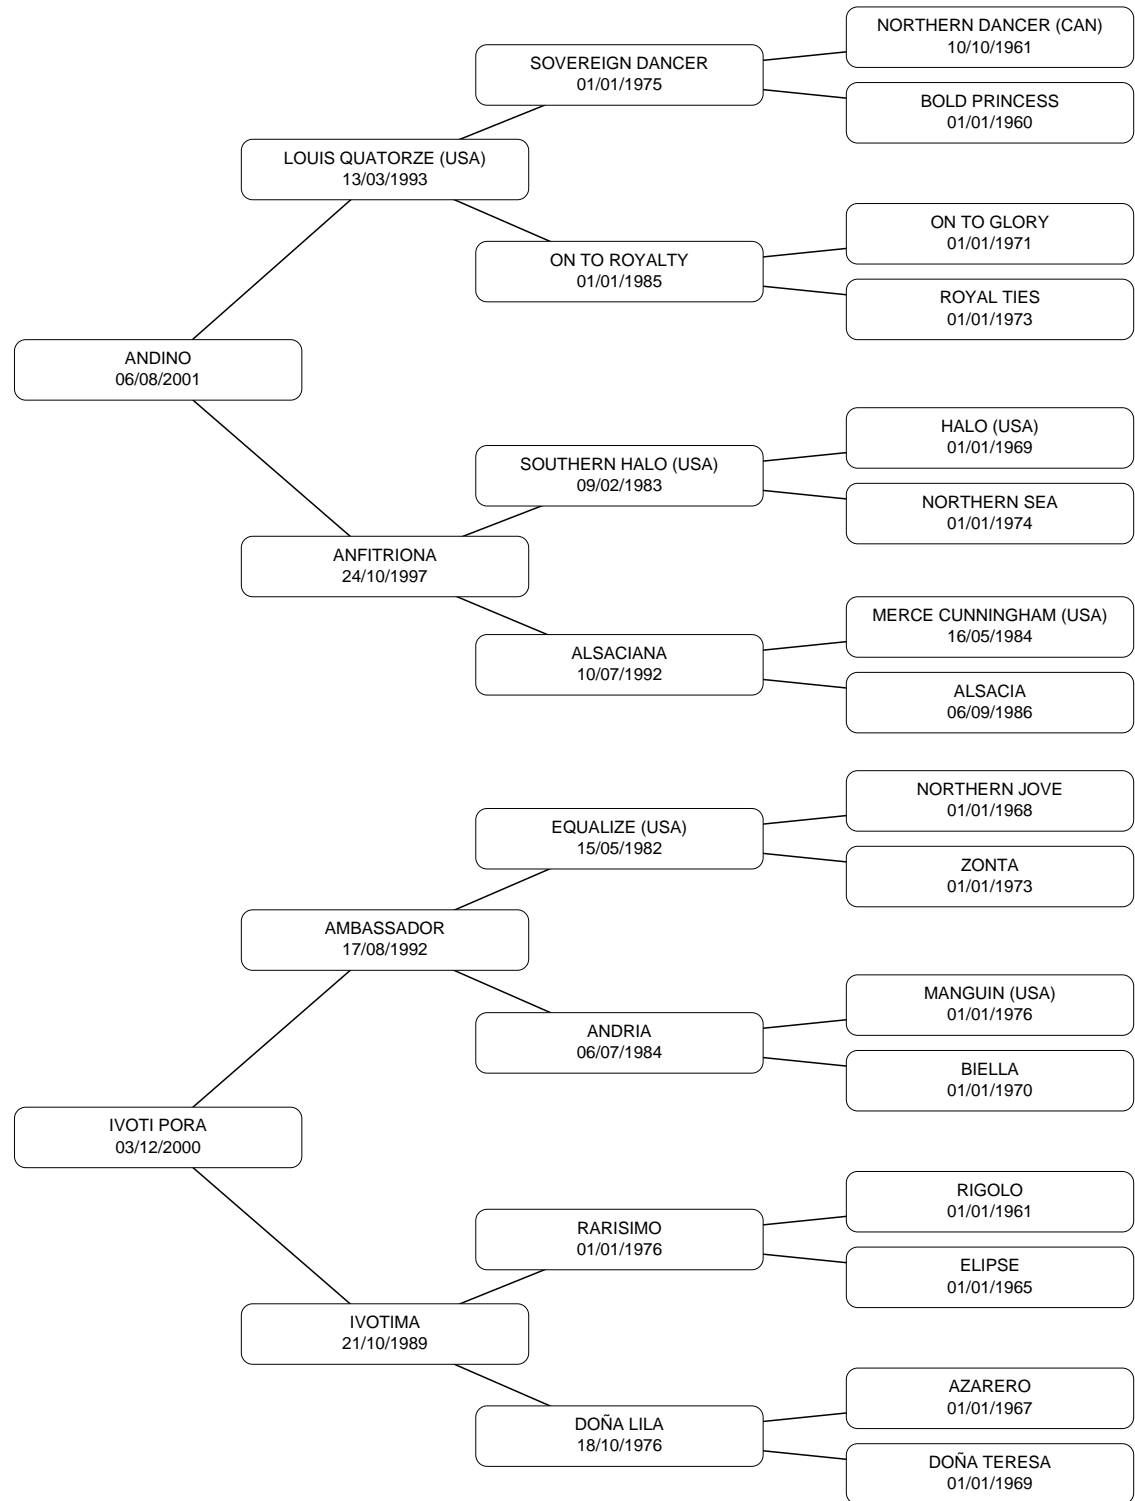 NORTHERN DANCER (CAN)
10/10/1961
SOVEREIGN DANCER
01/01/1975
BOLD PRINCESS
01/01/1960
LOUIS QUATORZE (USA)
13/03/1993
ON TO GLORY
01/01/1971
ON TO ROYALTY
01/01/1985
ROYAL TIES
01/01/1973
ANDINO
06/08/2001
HALO (USA)
01/01/1969
SOUTHERN HALO (USA)
09/02/1983
NORTHERN SEA
01/01/1974
ANFITRIONA
24/10/1997
MERCE CUNNINGHAM (USA)
16/05/1984
ALSACIANA
10/07/1992
ALSACIA
06/09/1986
NORTHERN JOVE
01/01/1968
EQUALIZE (USA)
15/05/1982
ZONTA
01/01/1973
AMBASSADOR
17/08/1992
MANGUIN (USA)
01/01/1976
ANDRIA
06/07/1984
BIELLA
01/01/1970
IVOTI PORA
03/12/2000
RIGOLO
01/01/1961
RARISIMO
01/01/1976
ELIPSE
01/01/1965
IVOTIMA
21/10/1989
AZARERO
01/01/1967
DOÑA LILA
18/10/1976
DOÑA TERESA
01/01/1969